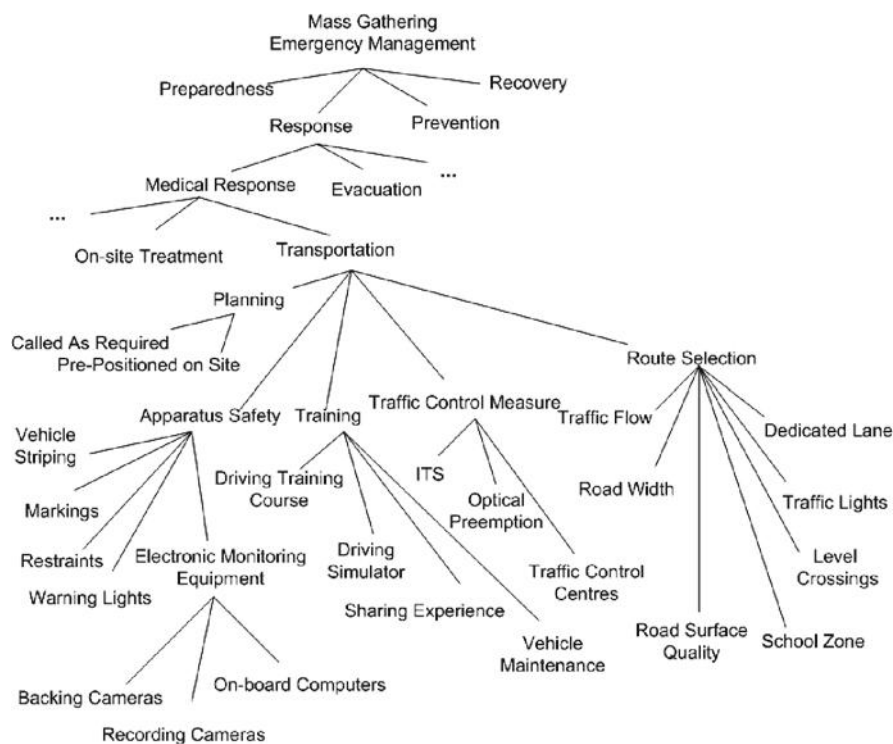 Mass Gathering
Emergency Management
Preparedness
Recovery
Response
Prevention
Medical Response
Evacuation
...
...
On-site Treatment
Transportation
Planning
Called As Required
Pre-Positioned on Site
Route Selection
Apparatus Safety
Training
Traffic Control Measure
Traffic Flow
Dedicated Lane
Vehicle
Striping
Driving Training
Course
ITS
Optical
Preemption
Road Width
Traffic Lights
Markings
Restraints
Electronic Monitoring
Equipment
Driving
Simulator
Level
Crossings
Warning Lights
Sharing Experience
Traffic Control
Centres
Vehicle
Maintenance
Road Surface
Quality
School Zone
Backing Cameras
On-board Computers
Recording Cameras